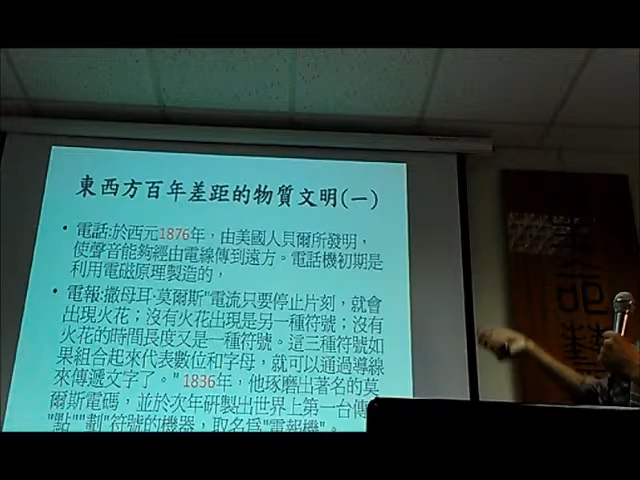 東西方百年差距的物質文明(一)
• 電話:於西元1876年，由美國人貝爾所發明，
使聲音能夠經由電線傳到遠方。電話機初期是
利用電磁原理製造的，
• 電報:撒母耳·莫爾斯"電流只要停止片刻，就會
出現火花；沒有火花出現是另一種符號；沒有
火花的時間長度又是一種符號。這三種符號如
果組合起來代表數位和字母，就可以通過導線
來傳遞文字了。"1836年，他琢磨出著名的莫
爾斯電碼，並於次年研製出世界上第一台傳
"點""劃"符號的機器，取名爲"電報機"。